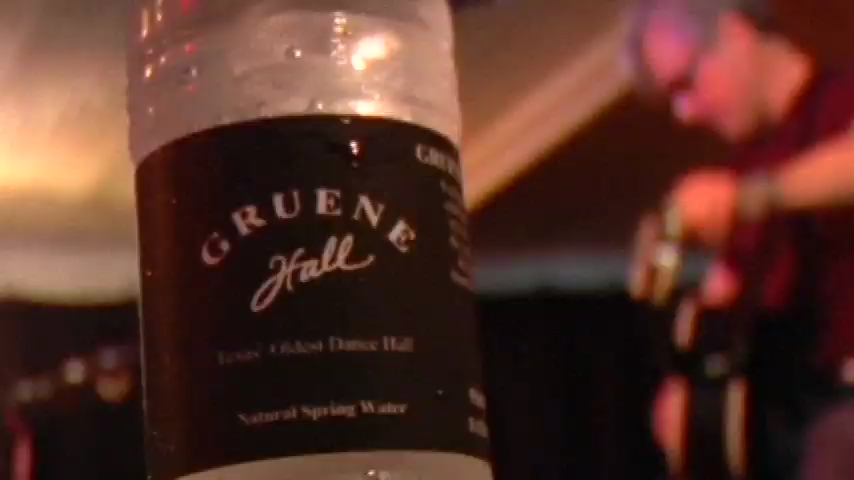 GRUENE
Hall
Texas' Oldest Dance Hall
Natural Spring Water